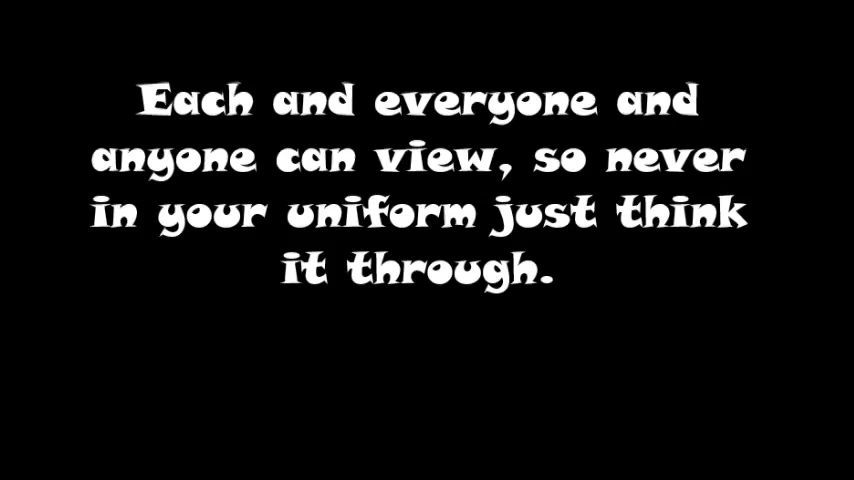 Each and everyone and
anyone can view, so never
in your uniform just think
it through.